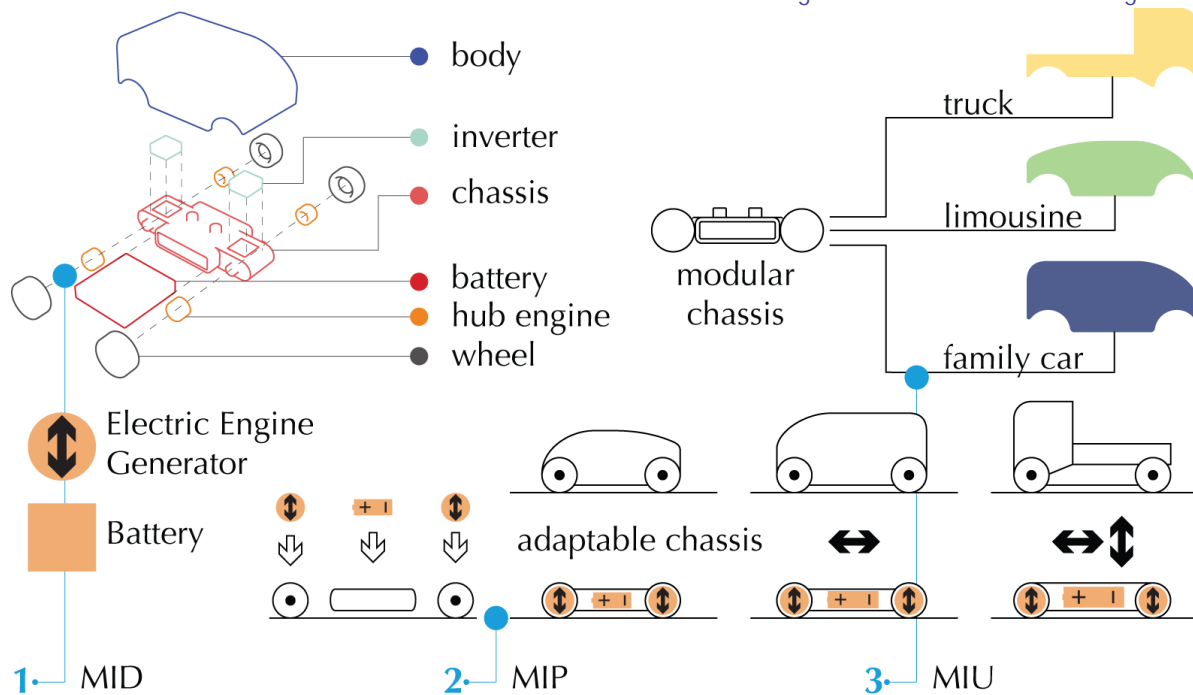 body
inverter
chassis
battery
hub engine
wheel
truck
limousine
family car
modular
chassis
Electric Engine
Generator
Battery
adaptable chassis
1 MID
2 MIP
3 MIU